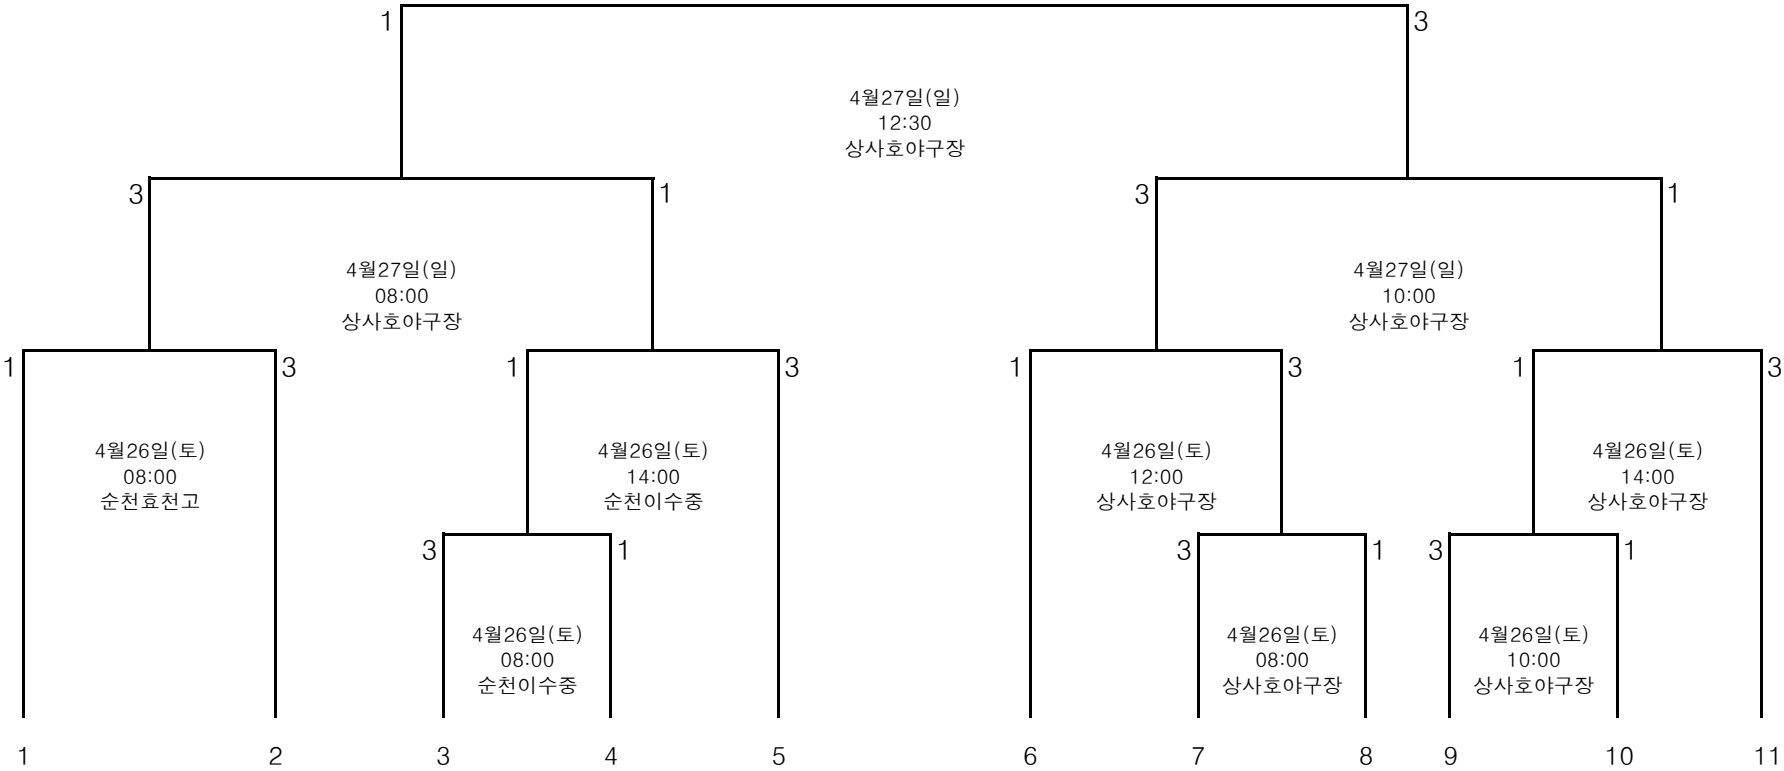 1
3
4월27일(일)
12:30
상사호야구장
3
1
3
1
4월27일(일)
08:00
상사호야구장
4월27일(일)
10:00
상사호야구장
1
3
1
3
1
3
1
3
4월26일(토)
08:00
순천효천고
4월26일(토)
14:00
순천이수중
4월26일(토)
12:00
상사호야구장
4월26일(토)
14:00
상사호야구장
3
1
3
1
3
1
4월26일(토)
08:00
순천이수중
4월26일(토)
08:00
상사호야구장
4월26일(토)
10:00
상사호야구장
1
2
3
4
5
6
7
8
9
10
11